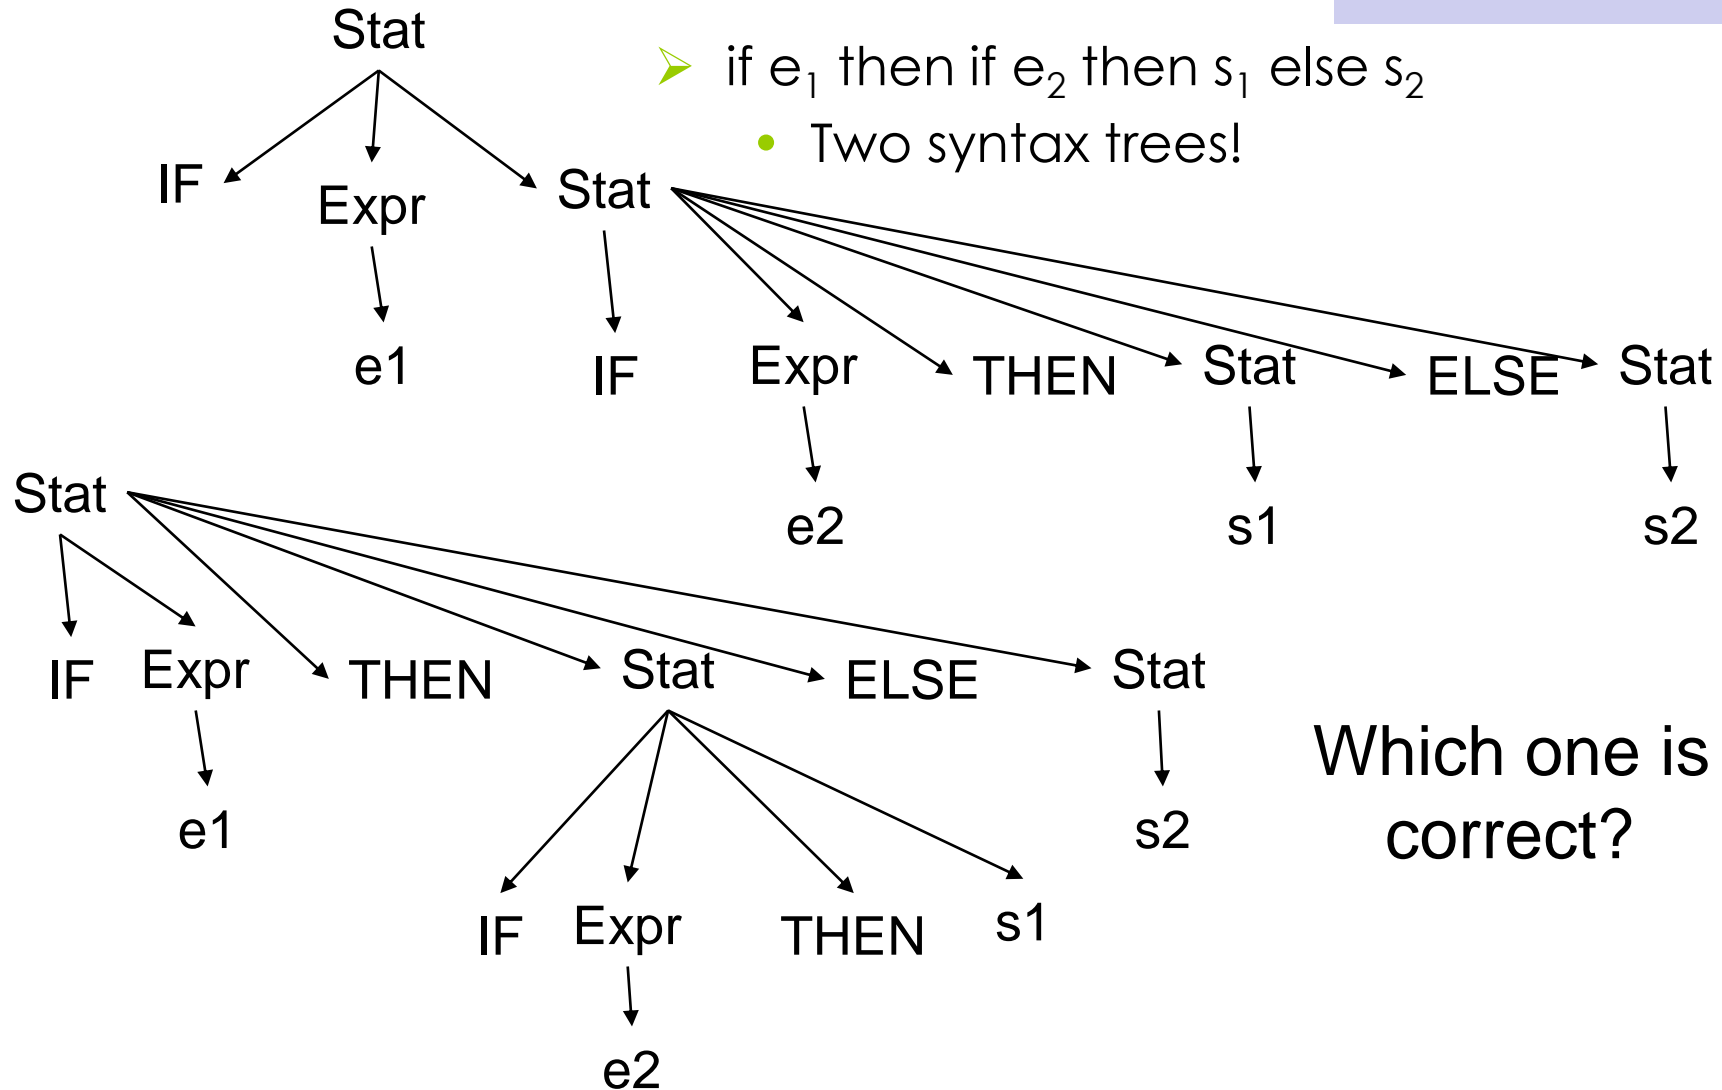 Stat
if e₁ then if e₂ then s₁ else s₂
Two syntax trees!
IF Expr Stat
e1 IF Expr THEN Stat ELSE Stat
e2 s1 s2
Stat
IF Expr THEN Stat ELSE Stat
e1 s2
IF Expr THEN s1
e2
Which one is
correct?